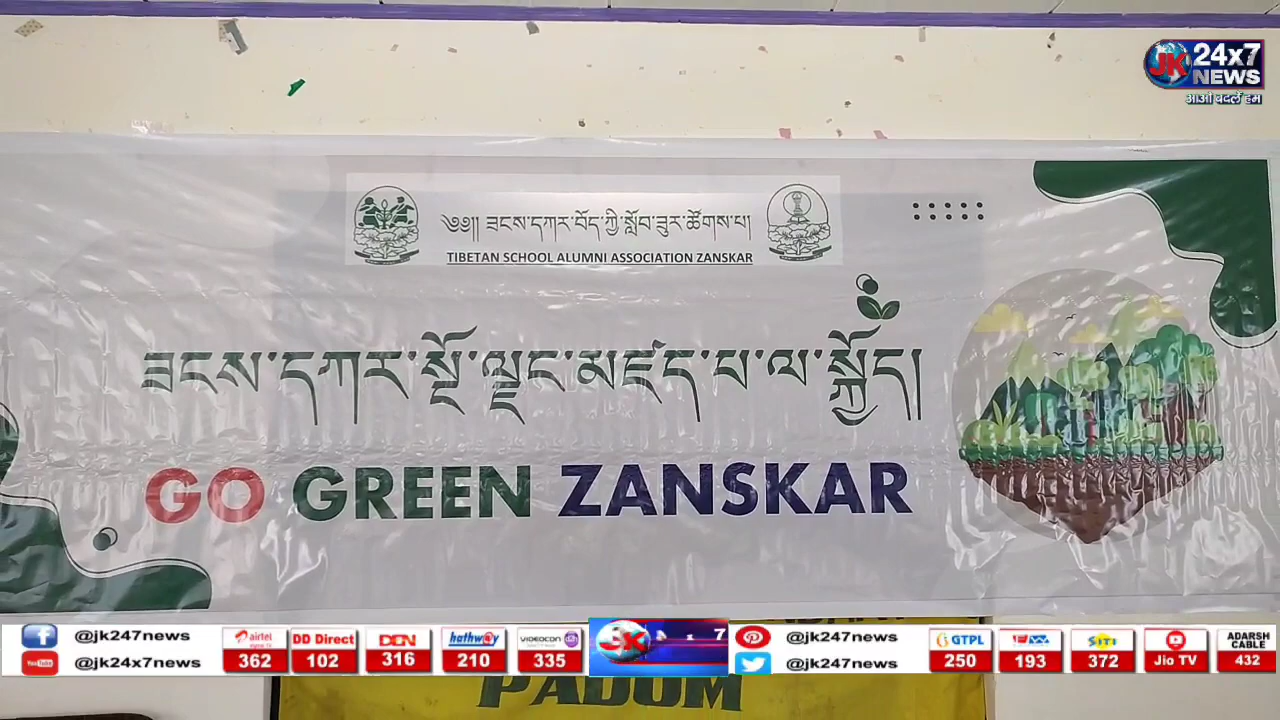 JK 24x7 NEWS
आओ बदलें हम
༄༅།། ཟངས་དཀར་བོད་ཀྱི་སློབ་ཟུར་ཚོགས་པ།
TIBETAN SCHOOL ALUMNI ASSOCIATION ZANSKAR
ཟངས་དཀར་སྔོ་ལྗང་མཛད་པ་ལ་སྐྱོད།
GO GREEN ZANSKAR
@jk247news
@jk24x7news
airtel 362
DD Direct 102
DEN 316
hathway 210
VIDEOCON 335
JK
7
@jk247news
@jk247news
GTPL 250
193
SITI 372
Jio TV
ADARSH CABLE 432
PADUM